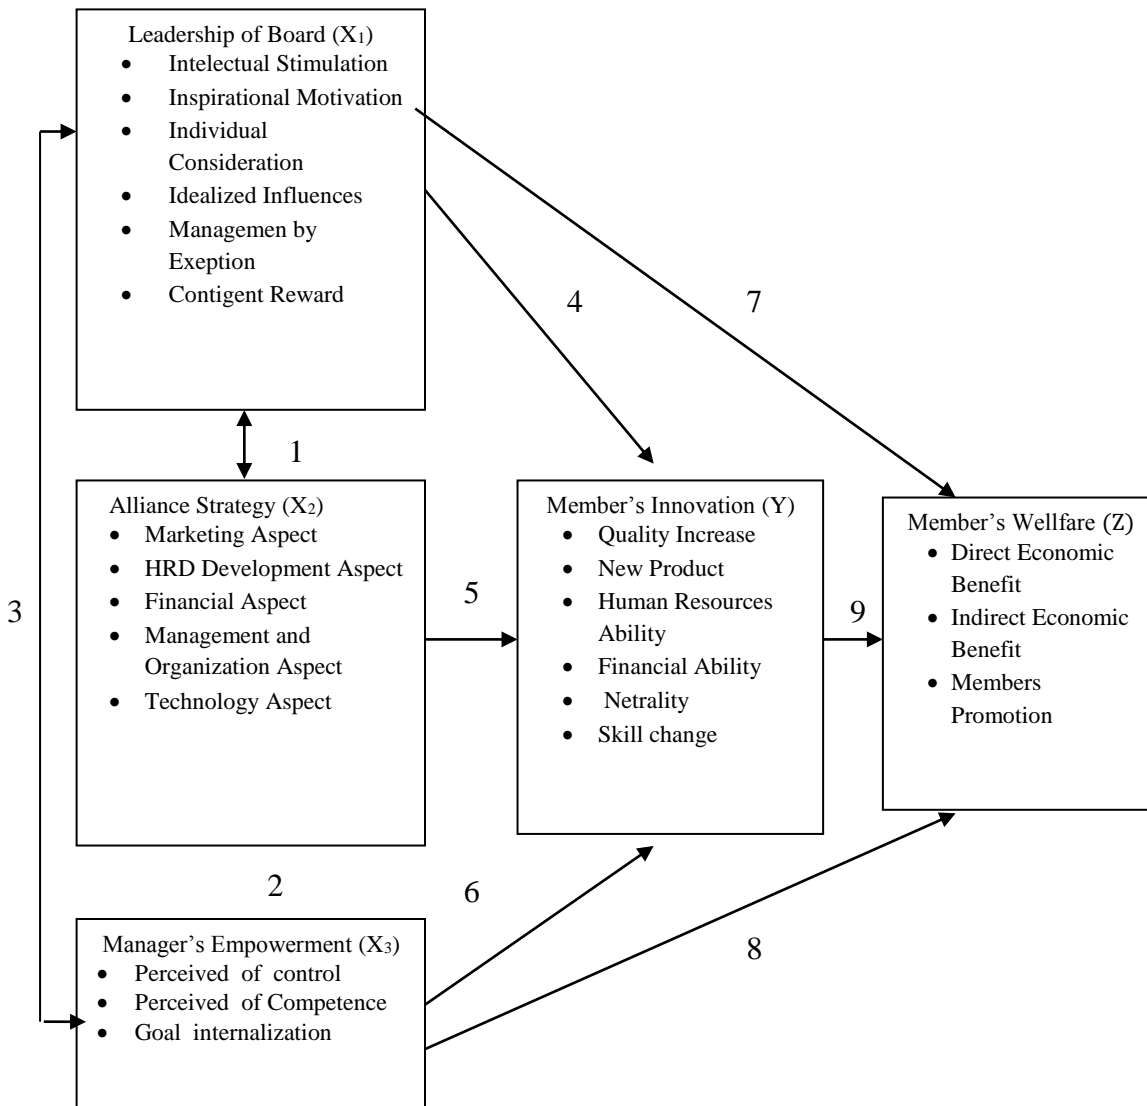 Leadership of Board (X₁)
• Intelectual Stimulation
• Inspirational Motivation
• Individual
Consideration
• Idealized Influences
• Managemen by
Exeption
• Contigent Reward
4
7
1
Alliance Strategy (X₂)
• Marketing Aspect
• HRD Development Aspect
• Financial Aspect
• Management and
Organization Aspect
• Technology Aspect
3
5
Member’s Innovation (Y)
• Quality Increase
• New Product
• Human Resources
Ability
• Financial Ability
• Netrality
• Skill change
9
Member’s Wellfare (Z)
• Direct Economic
Benefit
• Indirect Economic
Benefit
• Members
Promotion
2
6
8
Manager’s Empowerment (X₃)
• Perceived of control
• Perceived of Competence
• Goal internalization